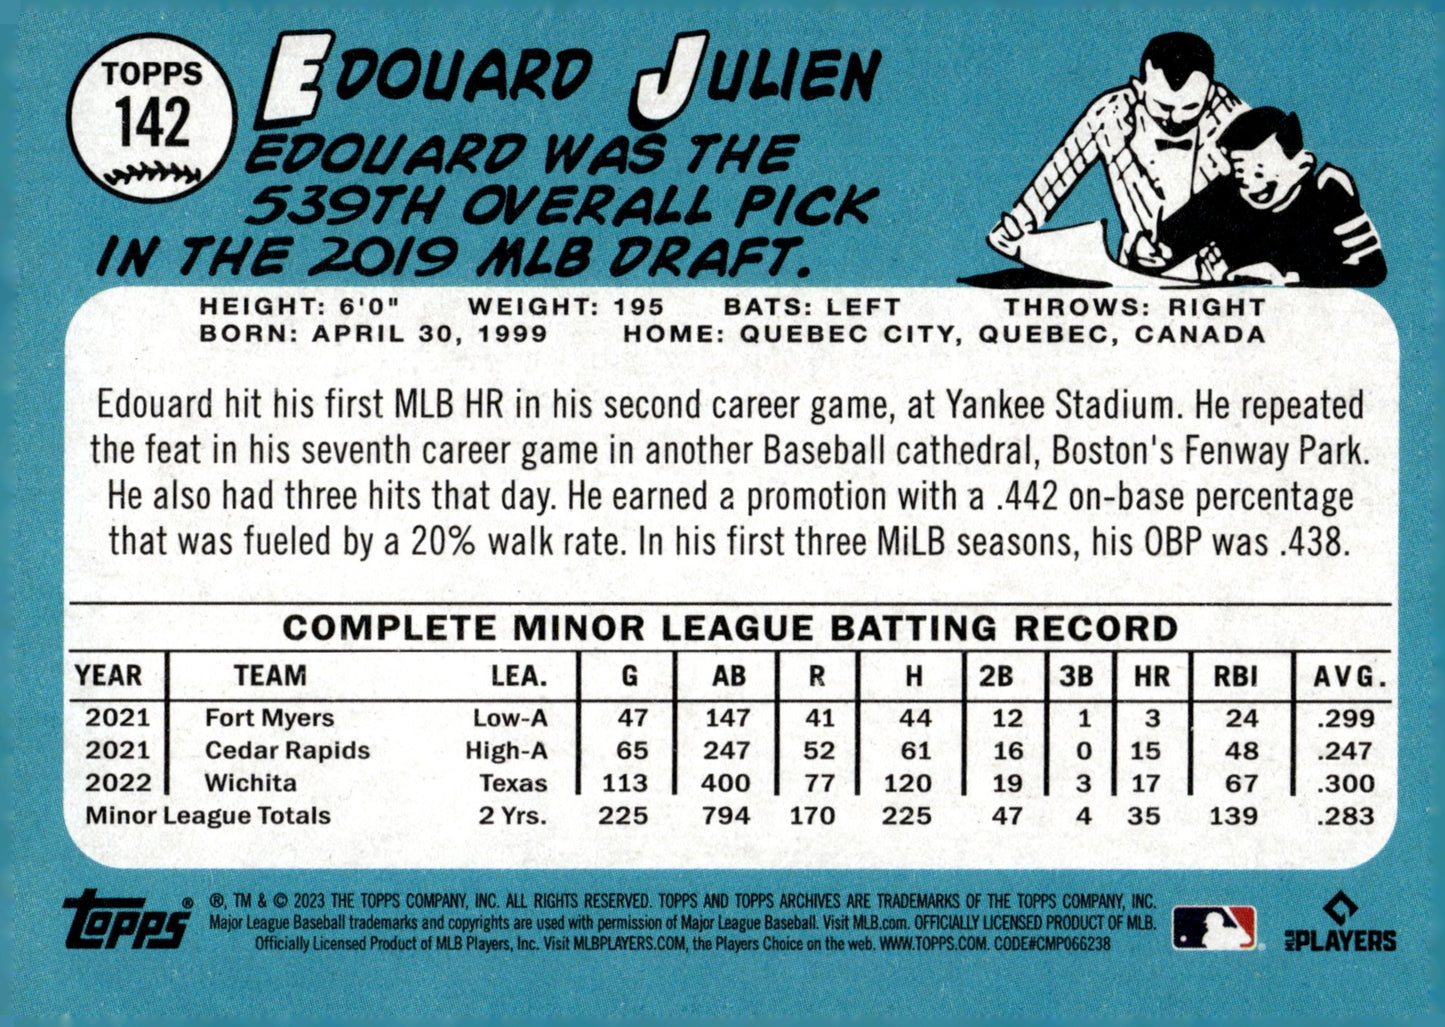 TOPPS
142
EDOUARD JULIEN
EDOUARD WAS THE
539TH OVERALL PICK
IN THE 2019 MLB DRAFT.
HEIGHT: 6'0" WEIGHT: 195 BATS: LEFT THROWS: RIGHT
BORN: APRIL 30, 1999 HOME: QUEBEC CITY, QUEBEC, CANADA
Edouard hit his first MLB HR in his second career game, at Yankee Stadium. He repeated
the feat in his seventh career game in another Baseball cathedral, Boston's Fenway Park.
He also had three hits that day. He earned a promotion with a .442 on-base percentage
that was fueled by a 20% walk rate. In his first three MiLB seasons, his OBP was .438.
COMPLETE MINOR LEAGUE BATTING RECORD
YEAR TEAM LEA. G AB R H 2B 3B HR RBI AVG.
2021 Fort Myers Low-A 47 147 41 44 12 1 3 24 .299
2021 Cedar Rapids High-A 65 247 52 61 16 0 15 48 .247
2022 Wichita Texas 113 400 77 120 19 3 17 67 .300
Minor League Totals 2 Yrs. 225 794 170 225 47 4 35 139 .283
TOPPS ®
®, TM & © 2023 THE TOPPS COMPANY, INC. ALL RIGHTS RESERVED. TOPPS AND TOPPS ARCHIVES ARE TRADEMARKS OF THE TOPPS COMPANY, INC.
Major League Baseball trademarks and copyrights are used with permission of Major League Baseball. Visit MLB.com. OFFICIALLY LICENSED PRODUCT OF MLB.
Officially Licensed Product of MLB Players, Inc. Visit MLBPLAYERS.COM, the Players Choice on the web. WWW.TOPPS.COM. CODE#CMP066238
MLB PLAYERS